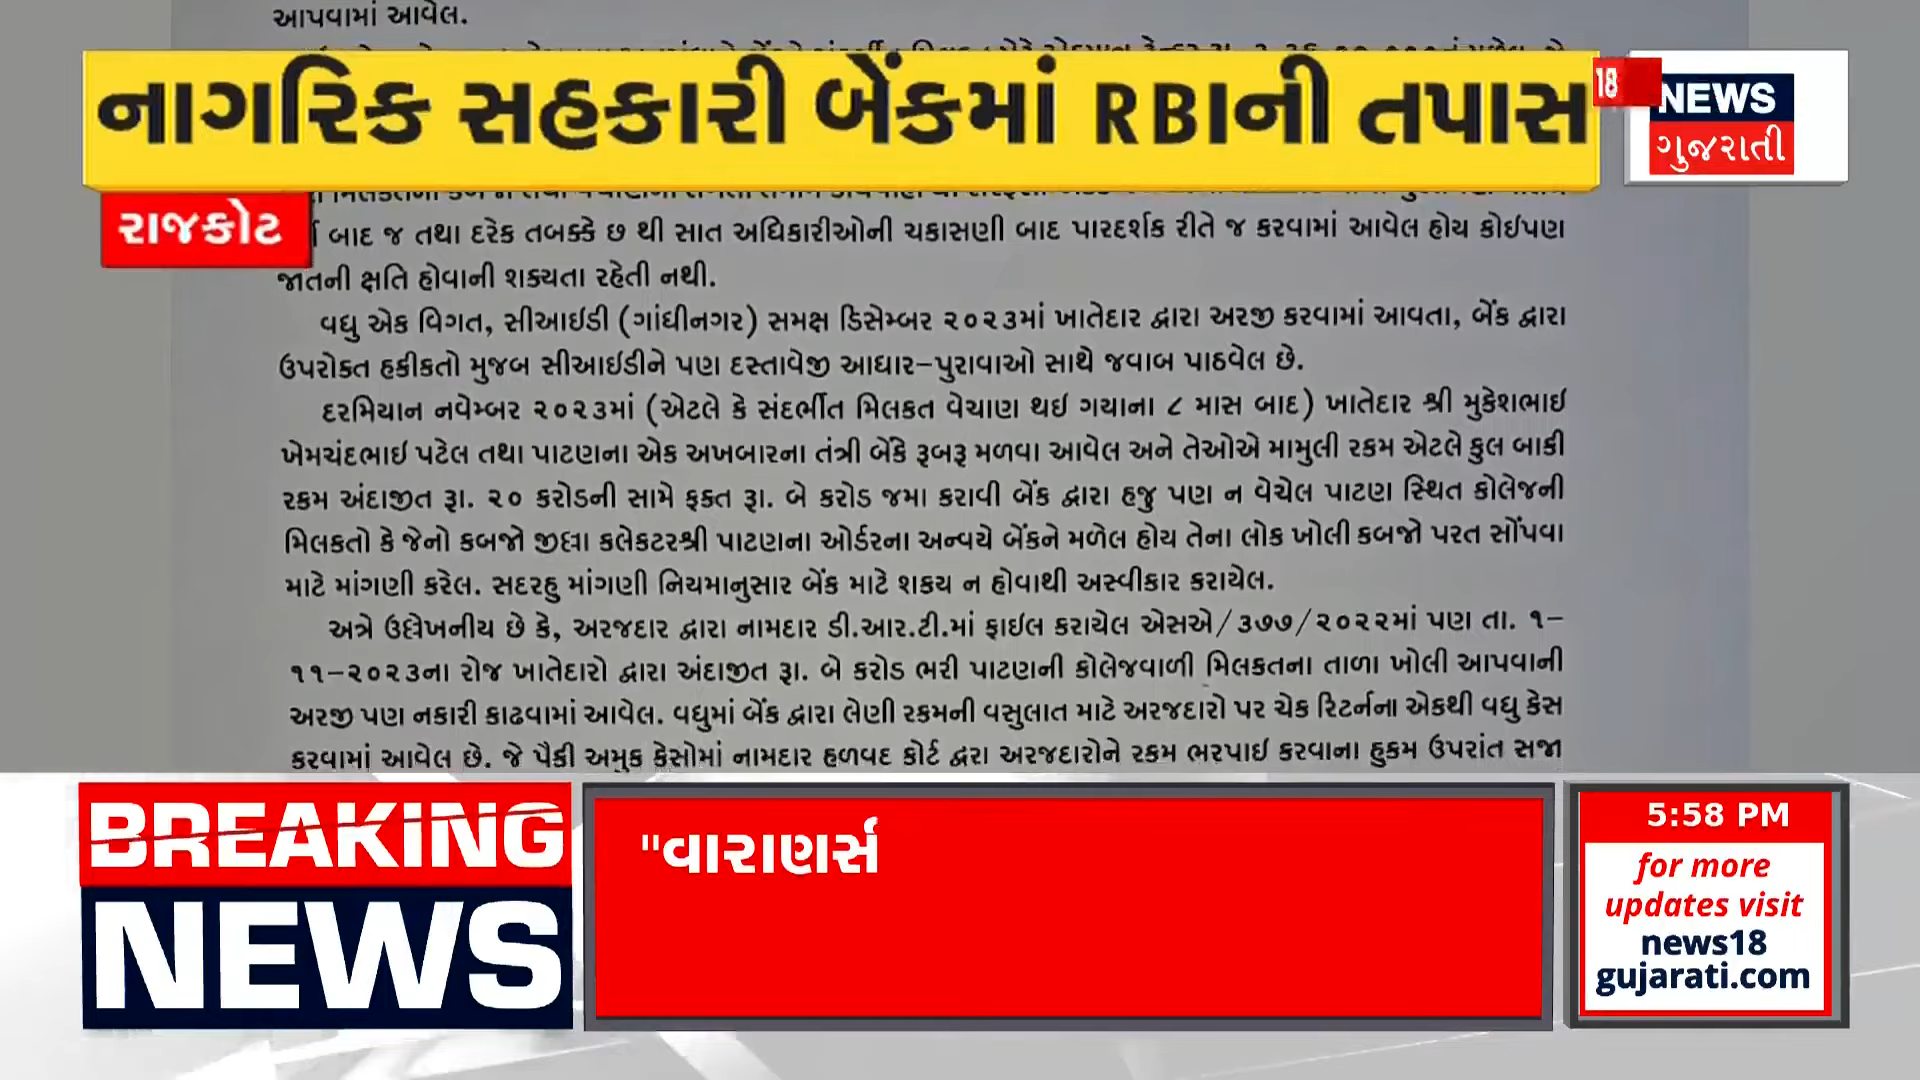 આપવામાં આવેલ.
નાગરિક સહકારી બેંકમાં RBIની તપાસ
18
NEWS
ગુજરાતી
રાજકોટ
બાદ જ તથા દરેક તબક્કે છ થી સાત અધિકારીઓની ચકાસણી બાદ પારદર્શક રીતે જ કરવામાં આવેલ હોય કોઈપણ
જાતની ક્ષતિ હોવાની શક્યતા રહેતી નથી.
વધુ એક વિગત, સીઆઈડી (ગાંધીનગર) સમક્ષ ડિસેમ્બર ૨૦૨૩માં ખાતેદાર દ્વારા અરજી કરવામાં આવતા, બેંક દ્વારા
ઉપરોક્ત હકીકતો મુજબ સીઆઈડીને પણ દસ્તાવેજી આધાર-પુરાવાઓ સાથે જવાબ પાઠવેલ છે.
દરમિયાન નવેમ્બર ૨૦૨૩માં (એટલે કે સંદર્ભીત મિલકત વેચાણ થઈ ગયાના ૮ માસ બાદ) ખાતેદાર શ્રી મુકેશભાઈ
ખેમચંદભાઈ પટેલ તથા પાટણના એક અખબારના તંત્રી બેંકે રૂબરૂ મળવા આવેલ અને તેઓએ મામુલી રકમ એટલે કુલ બાકી
રકમ અંદાજીત રૂા. ૨૦ કરોડની સામે ફક્ત રૂા. બે કરોડ જમા કરાવી બેંક દ્વારા હજુ પણ ન વેચેલ પાટણ સ્થિત કોલેજની
મિલકતો કે જેનો કબજો જીલ્લા કલેકટરશ્રી પાટણના ઓર્ડરના અન્વયે બેંકને મળેલ હોય તેના લોક ખોલી કબજો પરત સોંપવા
માટે માંગણી કરેલ. સદરહુ માંગણી નિયમાનુસાર બેંક માટે શકય ન હોવાથી અસ્વીકાર કરાયેલ.
અત્રે ઉલ્લેખનીય છે કે, અરજદાર દ્વારા નામદાર ડી.આર.ટી.માં ફાઈલ કરાયેલ એસએ/૩૭૭/૨૦૨૨માં પણ તા. ૧-
૧૧-૨૦૨૩ના રોજ ખાતેદારો દ્વારા અંદાજીત રૂા. બે કરોડ ભરી પાટણની કોલેજવાળી મિલકતના તાળા ખોલી આપવાની
અરજી પણ નકારી કાઢવામાં આવેલ. વધુમાં બેંક દ્વારા લેણી રકમની વસુલાત માટે અરજદારો પર ચેક રિટર્નના એકથી વધુ કેસ
કરવામાં આવેલ છે. જે પૈકી અમુક કેસોમાં નામદાર હળવદ કોર્ટ દ્વરા અરજદારોને રકમ ભરપાઈ કરવાના હુકમ ઉપરાંત સજા
BREAKING
NEWS
"વારાણર્સ
5:58 PM
for more
updates visit
news18
gujarati.com